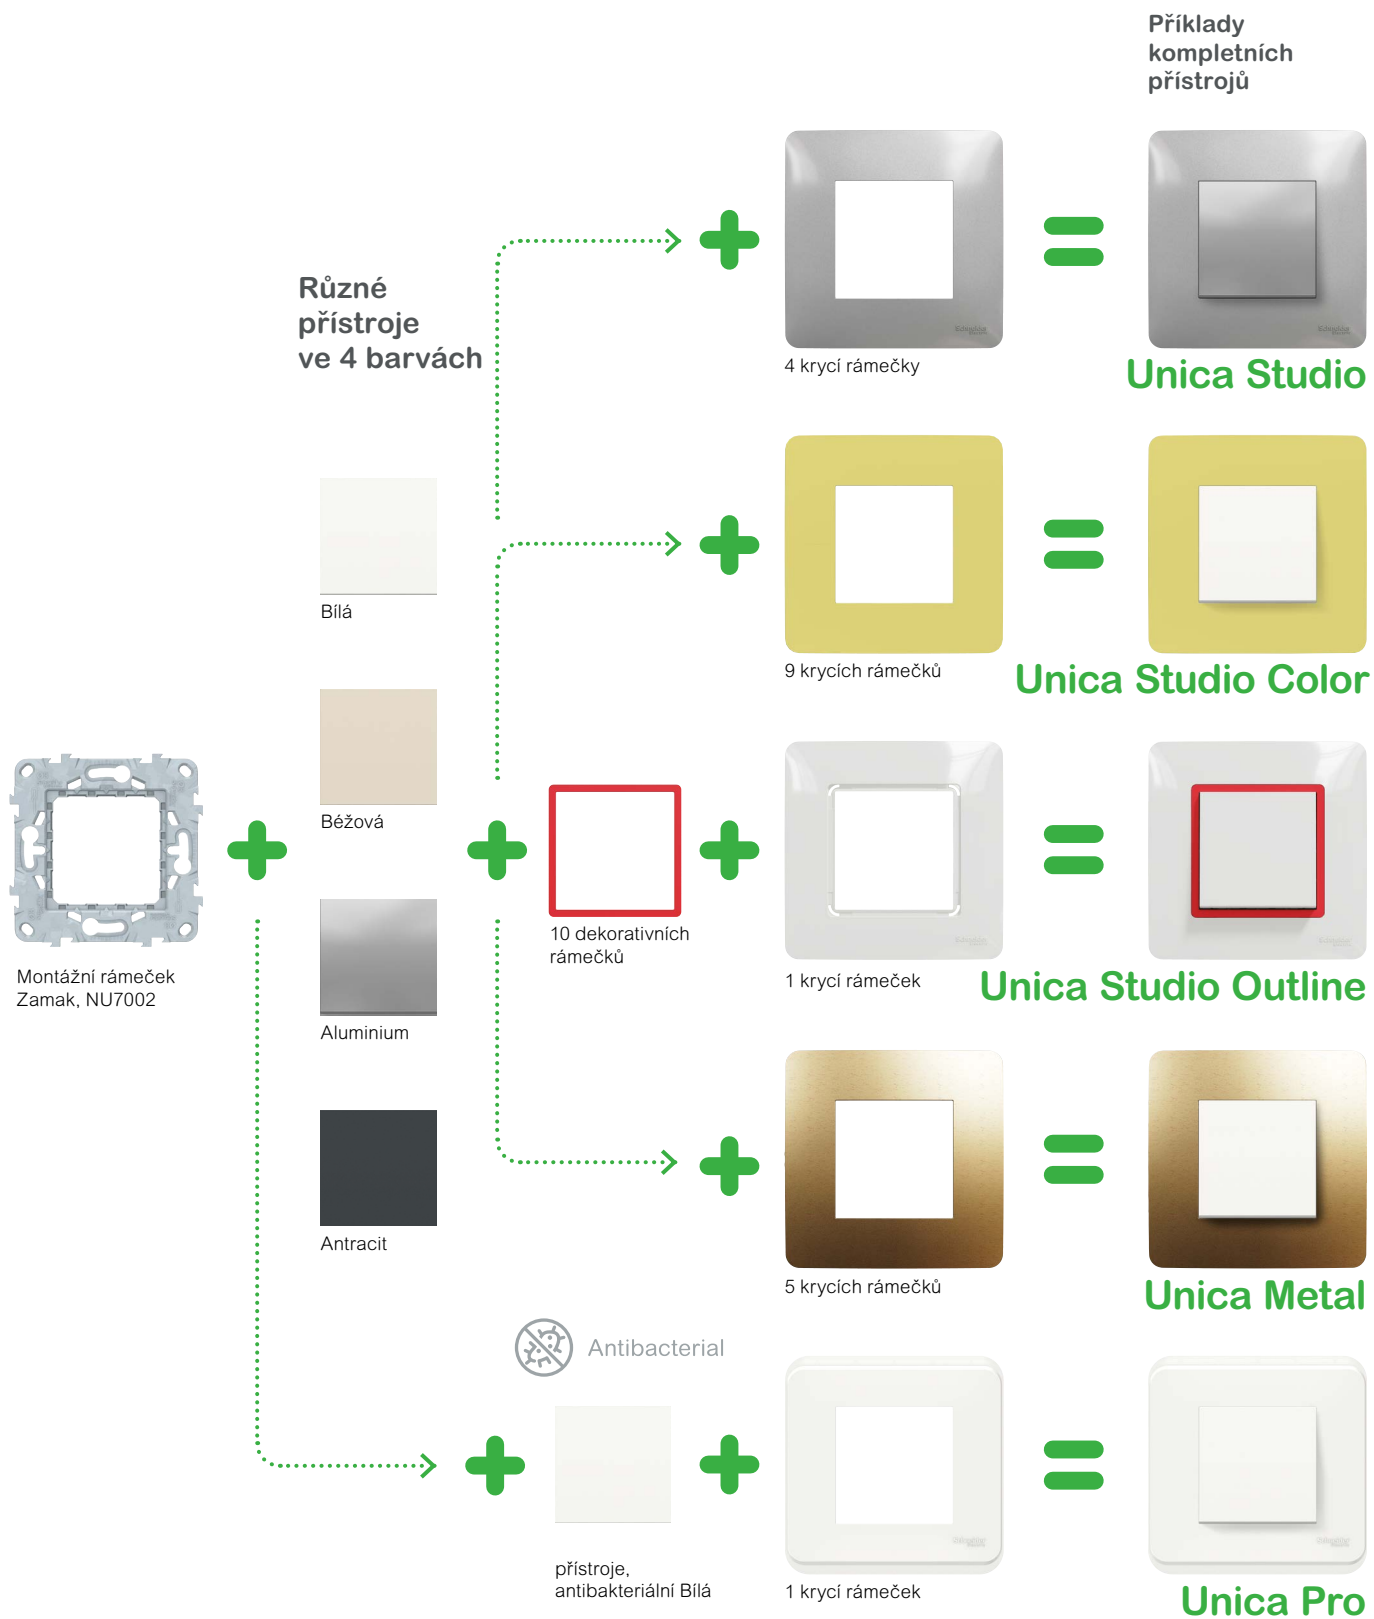 Příklady
kompletních
přístrojů
Různé
přístroje
ve 4 barvách
4 krycí rámečky
Unica Studio
Bílá
9 krycích rámečků
Unica Studio Color
Béžová
10 dekorativních
rámečků
1 krycí rámeček
Unica Studio Outline
Montážní rámeček
Zamak, NU7002
Aluminium
Antracit
5 krycích rámečků
Unica Metal
Antibacterial
přístroje,
antibakteriální Bílá
1 krycí rámeček
Unica Pro